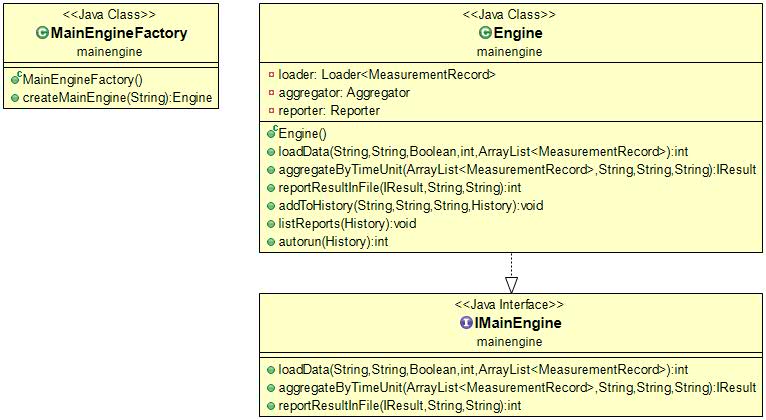 <<Java Class>>
MainEngineFactory
mainengine
MainEngineFactory()
createMainEngine(String):Engine
<<Java Class>>
Engine
mainengine
loader: Loader<MeasurementRecord>
aggregator: Aggregator
reporter: Reporter
Engine()
loadData(String,String,Boolean,int,ArrayList<MeasurementRecord>):int
aggregateByTimeUnit(ArrayList<MeasurementRecord>,String,String,String):IResult
reportResultInFile(IResult,String,String):int
addToHistory(String,String,String,History):void
listReports(History):void
autorun(History):int
<<Java Interface>>
IMainEngine
mainengine
loadData(String,String,Boolean,int,ArrayList<MeasurementRecord>):int
aggregateByTimeUnit(ArrayList<MeasurementRecord>,String,String,String):IResult
reportResultInFile(IResult,String,String):int